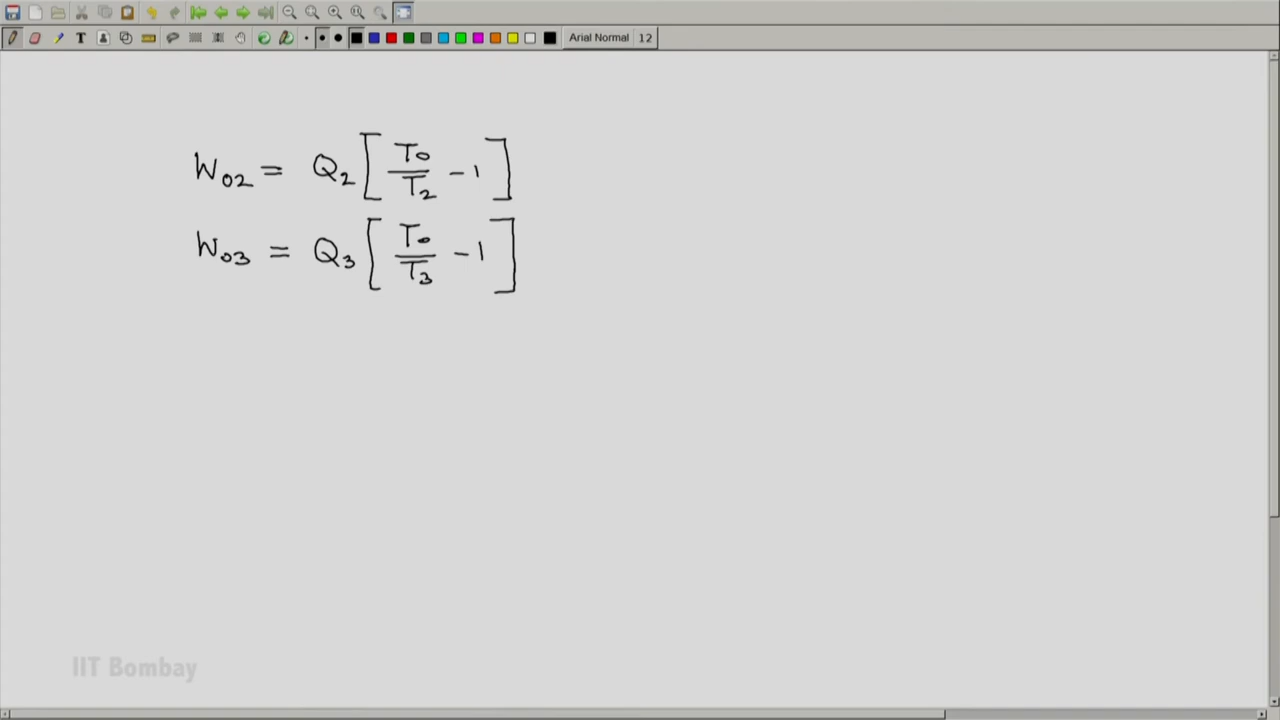 Arial Normal 12
W₀₂ = Q₂ [ T₀/T₂ - 1 ]
W₀₃ = Q₃ [ T₀/T₃ - 1 ]
IIT Bombay